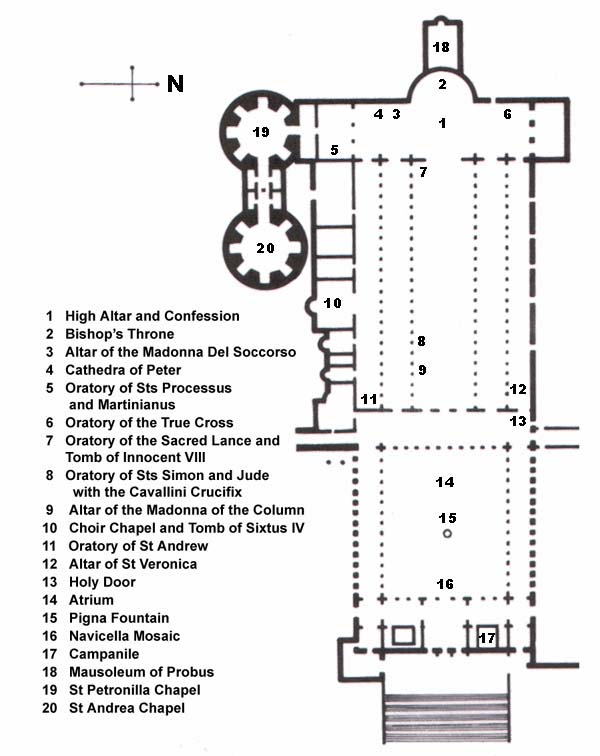 18
N
2
4 3
6
1
19
5
7
20
10
8
9
12
11
13
14
15
16
17
1 High Altar and Confession
2 Bishop's Throne
3 Altar of the Madonna Del Soccorso
4 Cathedra of Peter
5 Oratory of Sts Processus
and Martinianus
6 Oratory of the True Cross
7 Oratory of the Sacred Lance and
Tomb of Innocent VIII
8 Oratory of Sts Simon and Jude
with the Cavallini Crucifix
9 Altar of the Madonna of the Column
10 Choir Chapel and Tomb of Sixtus IV
11 Oratory of St Andrew
12 Altar of St Veronica
13 Holy Door
14 Atrium
15 Pigna Fountain
16 Navicella Mosaic
17 Campanile
18 Mausoleum of Probus
19 St Petronilla Chapel
20 St Andrea Chapel